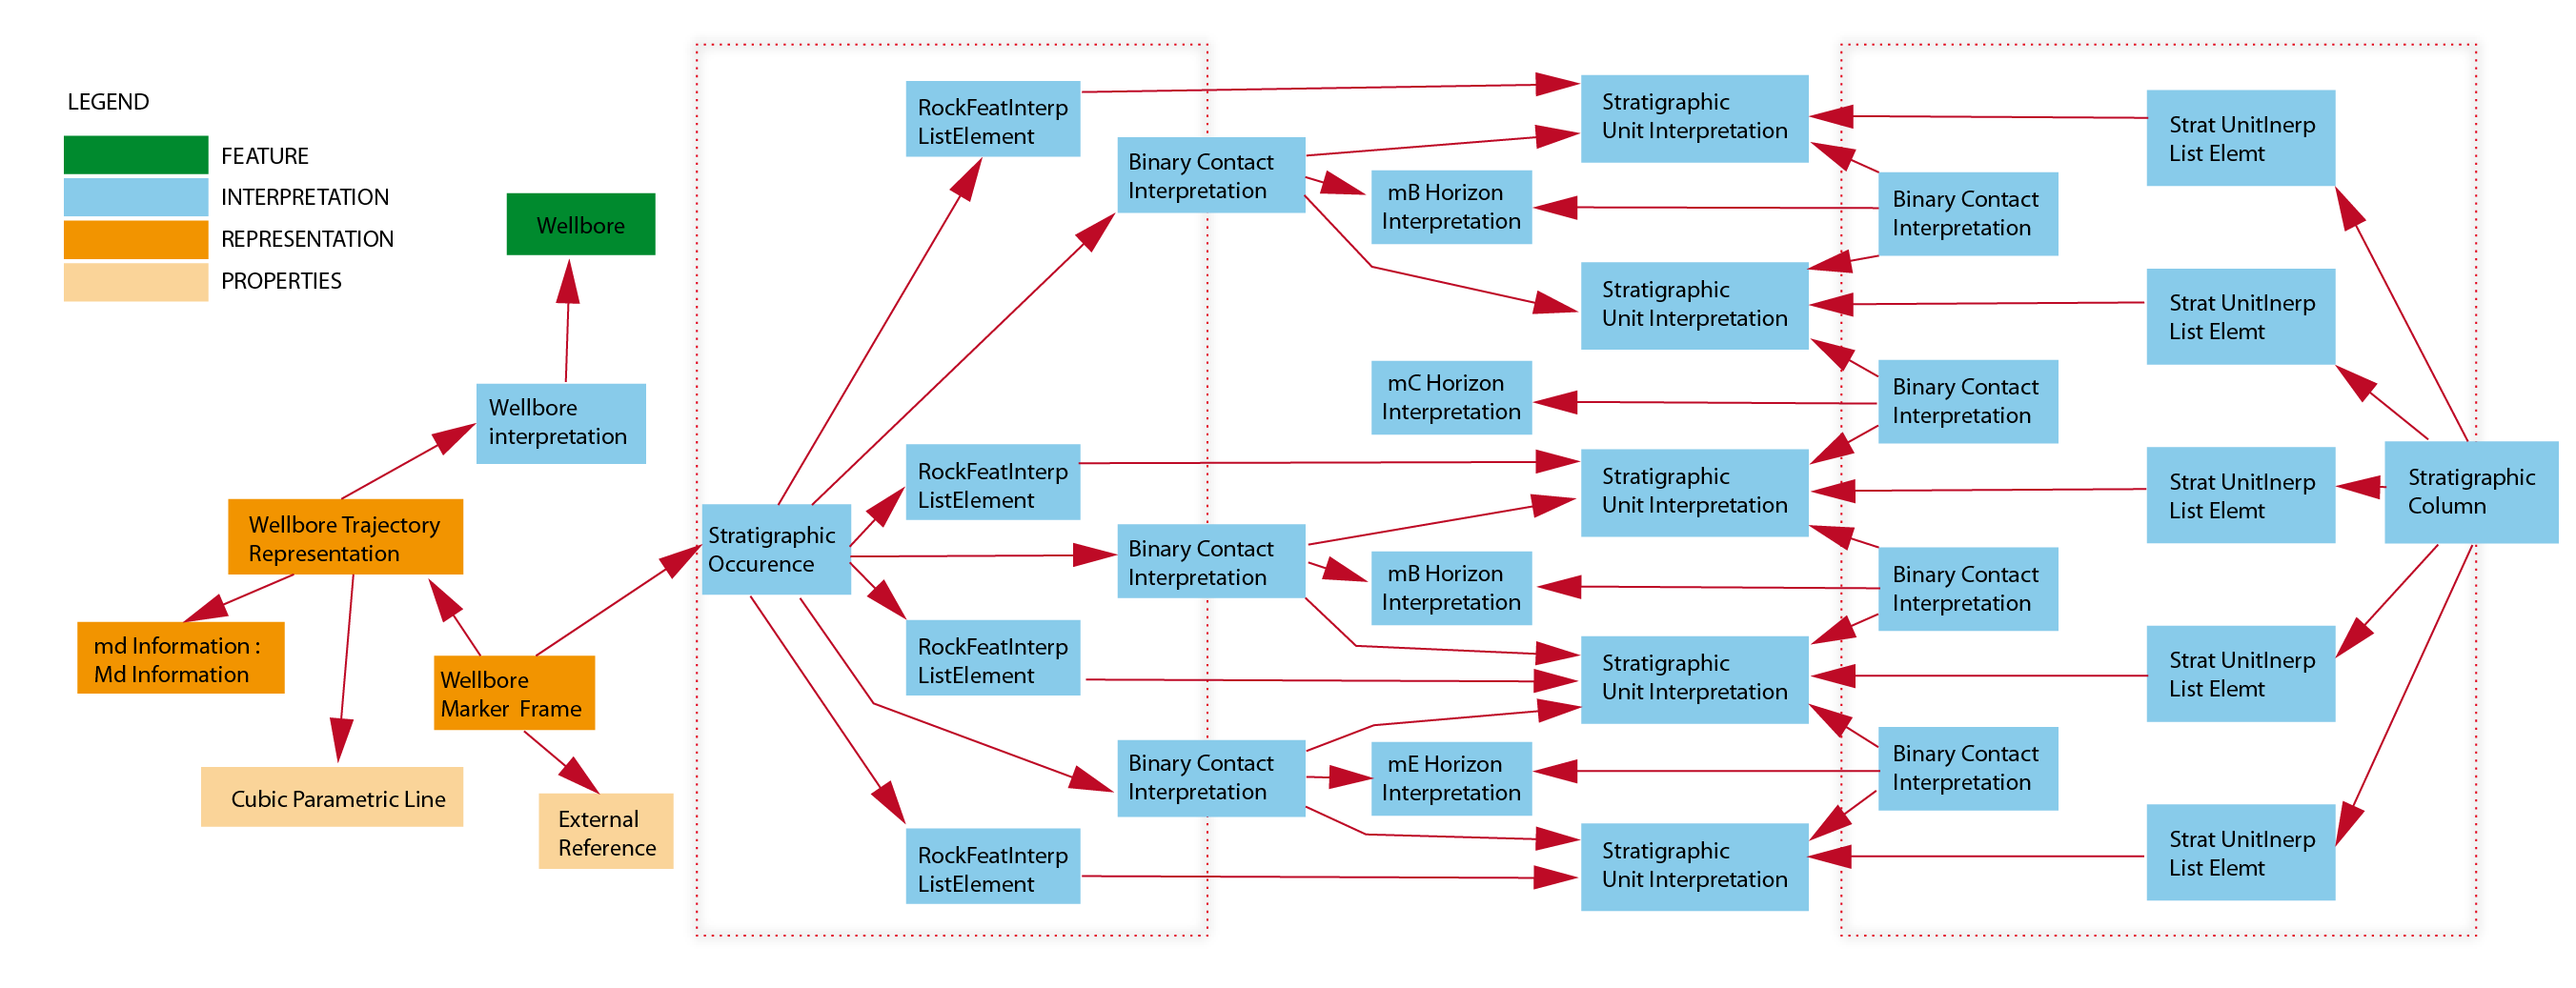 LEGEND
FEATURE
INTERPRETATION
REPRESENTATION
PROPERTIES
Wellbore
Wellbore
interpretation
Wellbore Trajectory
Representation
md Information :
Md Information
Wellbore
Marker Frame
Cubic Parametric Line
External
Reference
Stratigraphic
Occurence
RockFeatInterp
ListElement
RockFeatInterp
ListElement
RockFeatInterp
ListElement
RockFeatInterp
ListElement
Binary Contact
Interpretation
Binary Contact
Interpretation
Binary Contact
Interpretation
mB Horizon
Interpretation
mC Horizon
Interpretation
mB Horizon
Interpretation
mE Horizon
Interpretation
Stratigraphic
Unit Interpretation
Stratigraphic
Unit Interpretation
Stratigraphic
Unit Interpretation
Stratigraphic
Unit Interpretation
Stratigraphic
Unit Interpretation
Binary Contact
Interpretation
Binary Contact
Interpretation
Binary Contact
Interpretation
Binary Contact
Interpretation
Strat UnitInerp
List Elemt
Strat UnitInerp
List Elemt
Strat UnitInerp
List Elemt
Strat UnitInerp
List Elemt
Strat UnitInerp
List Elemt
Stratigraphic
Column